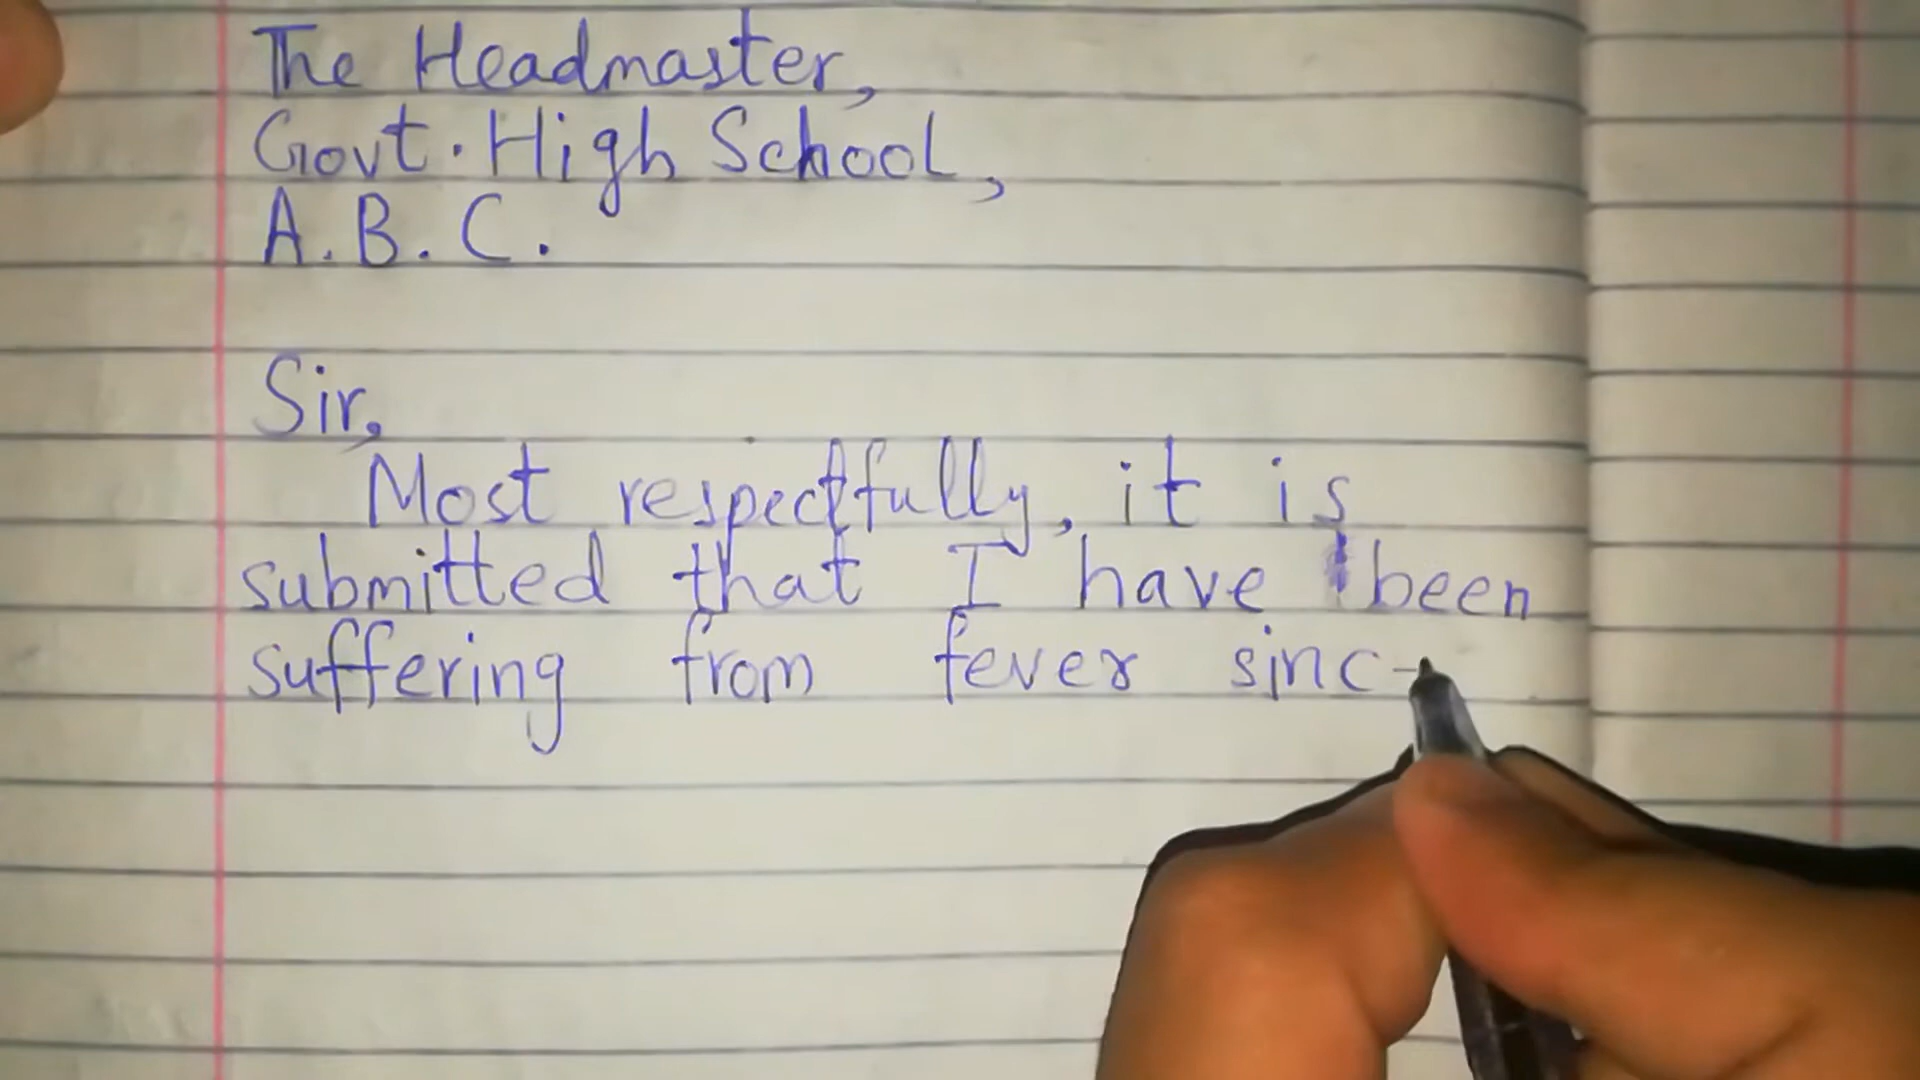 The Headmaster,
Govt. High School,
A. B. C.
Sir,
Most respectfully, it is
submitted that I have been
suffering from fever sinc